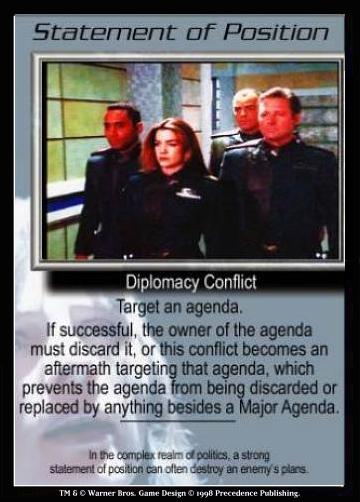 Statement of Position
Diplomacy Conflict
Target an agenda.
If successful, the owner of the agenda
must discard it, or this conflict becomes an
aftermath targeting that agenda, which
prevents the agenda from being discarded or
replaced by anything besides a Major Agenda.
In the complex realm of politics, a strong
statement of position can often destroy an enemy's plans.
TM & © Warner Bros. Game Design © 1998 Precedence Publishing.